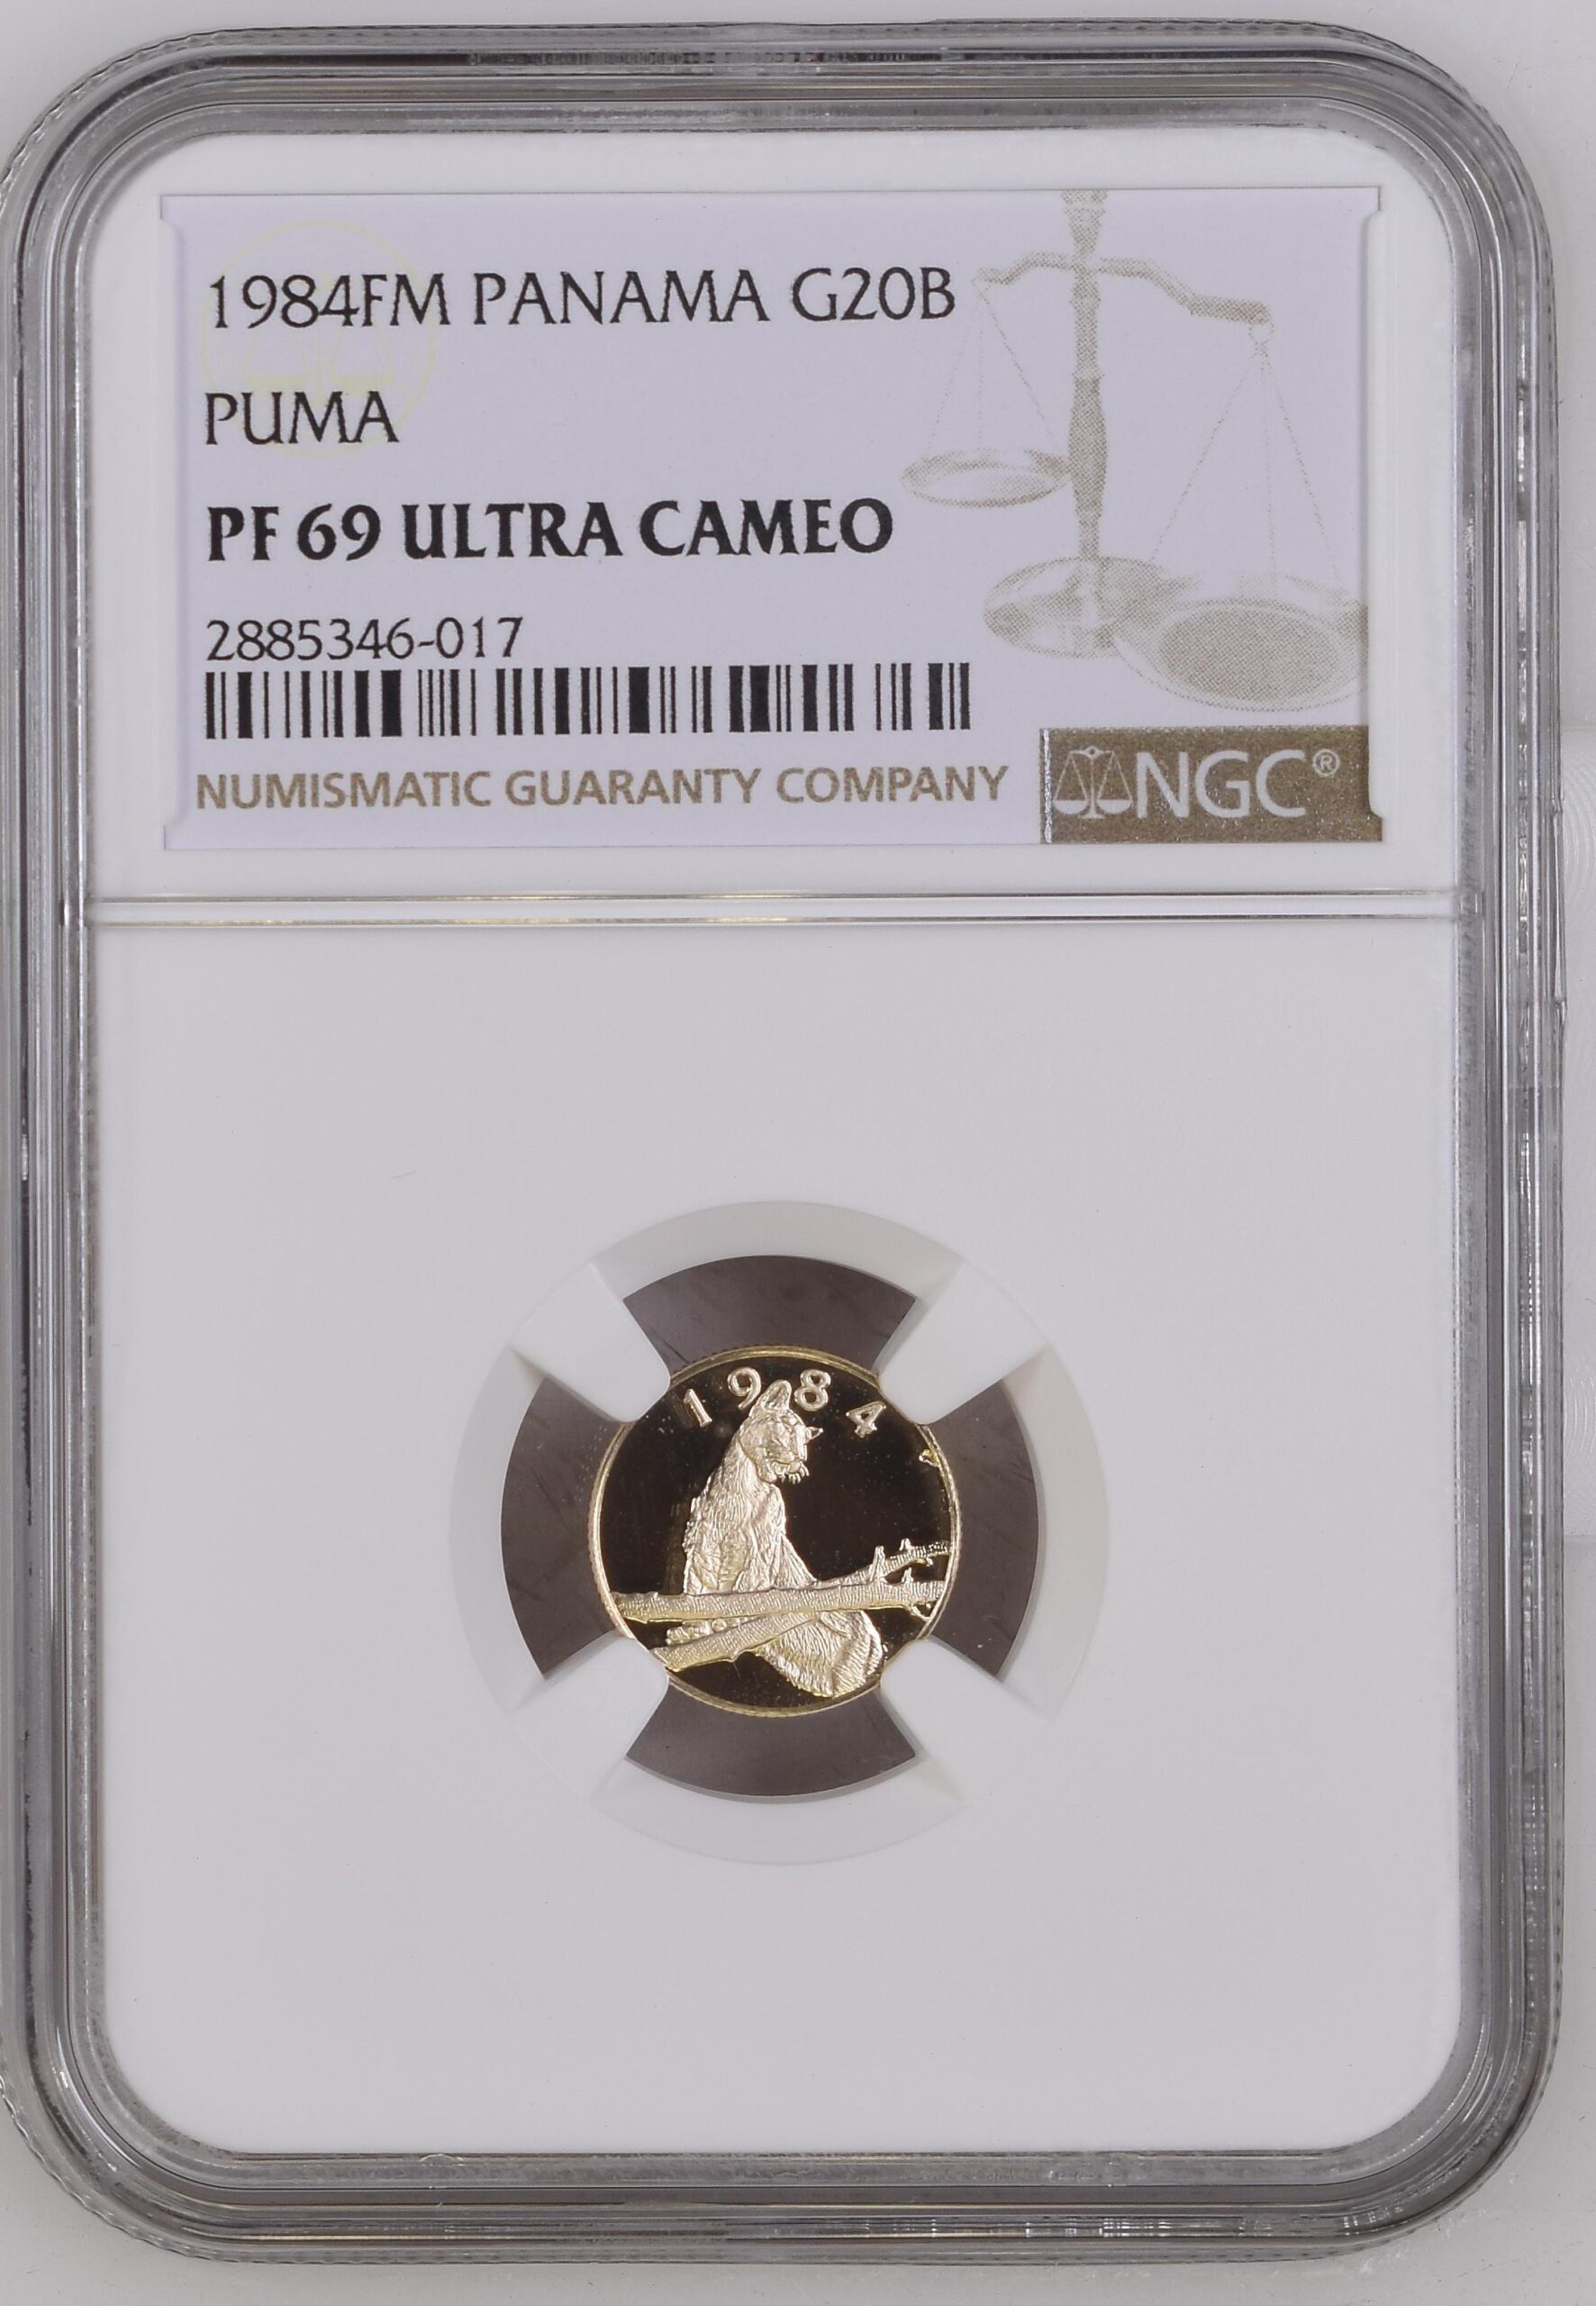 1984FM PANAMA G20B
PUMA
PF 69 ULTRA CAMEO
2885346-017
NUMISMATIC GUARANTY COMPANY
NGC®
1984